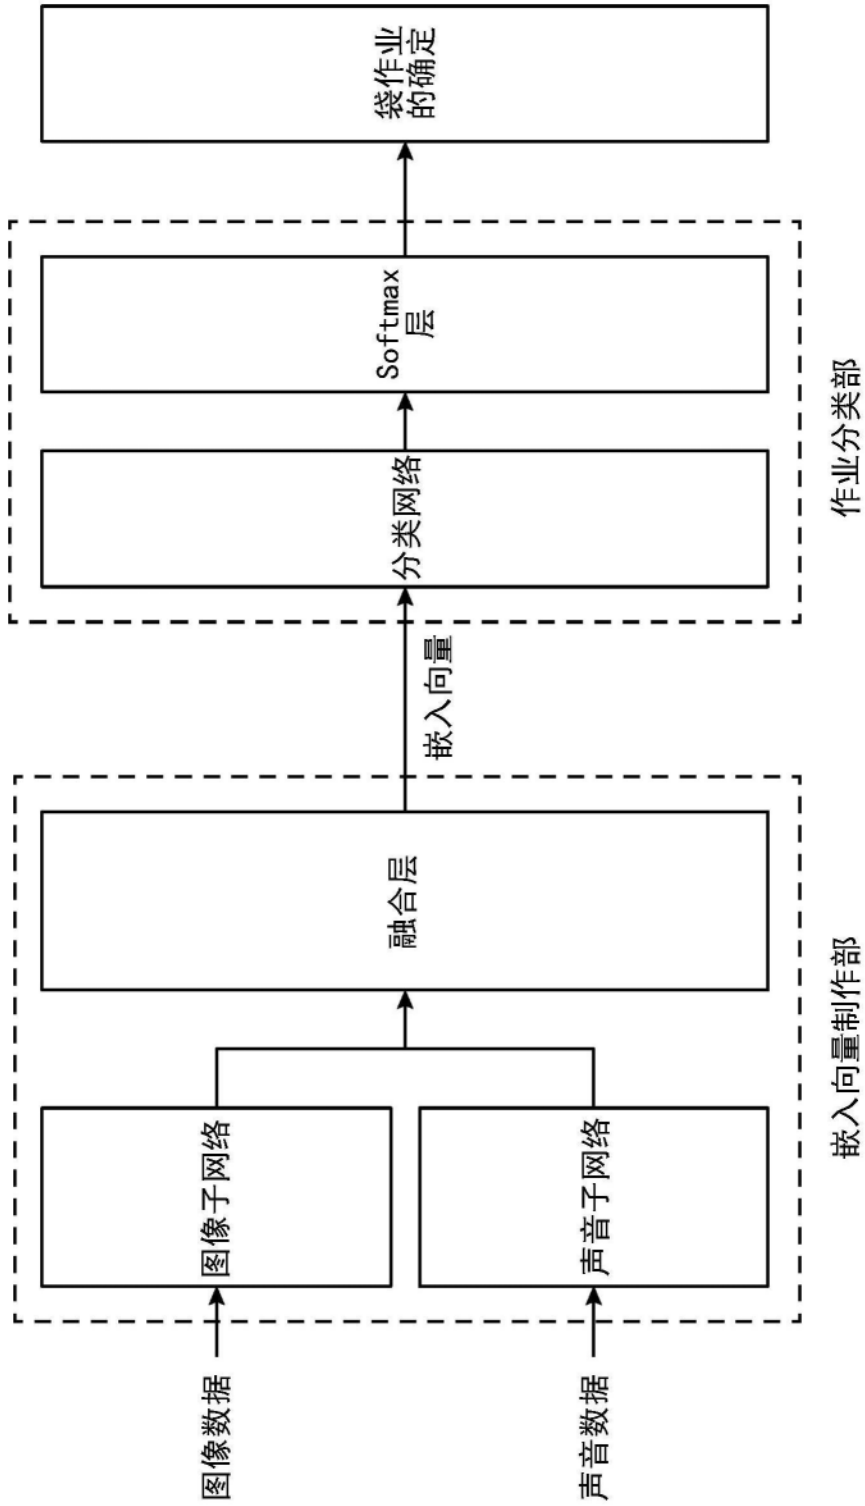 图像数据
声音数据
图像子网络
声音子网络
融合层
嵌入向量制作部
嵌入向量
分类网络
Softmax
层
作业分类部
袋作业
的确定